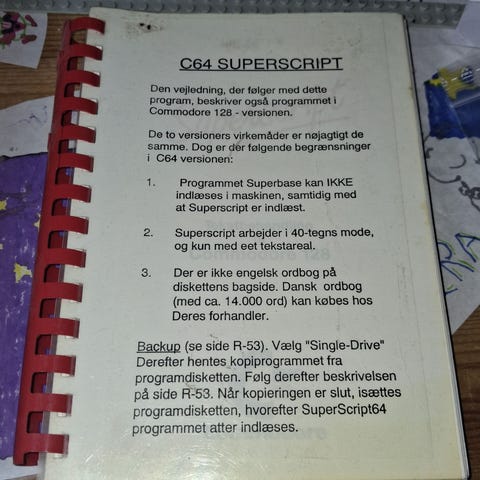 C64 SUPERSCRIPT
Den vejledning, der følger med dette
program, beskriver også programmet i
Commodore 128 - versionen.
De to versioners virkemåder er nøjagtigt de
samme. Dog er der følgende begrænsninger
i C64 versionen:
1. Programmet Superbase kan IKKE
indlæses i maskinen, samtidig med
at Superscript er indlæst.
2. Superscript arbejder i 40-tegns mode,
og kun med eet tekstareal.
3. Der er ikke engelsk ordbog på
diskettens bagside. Dansk ordbog
(med ca. 14.000 ord) kan købes hos
Deres forhandler.
Backup (se side R-53). Vælg "Single-Drive"
Derefter hentes kopiprogrammet fra
programdisketten. Følg derefter beskrivelsen
på side R-53. Når kopieringen er slut, isættes
programdisketten, hvorefter SuperScript64
programmet atter indlæses.